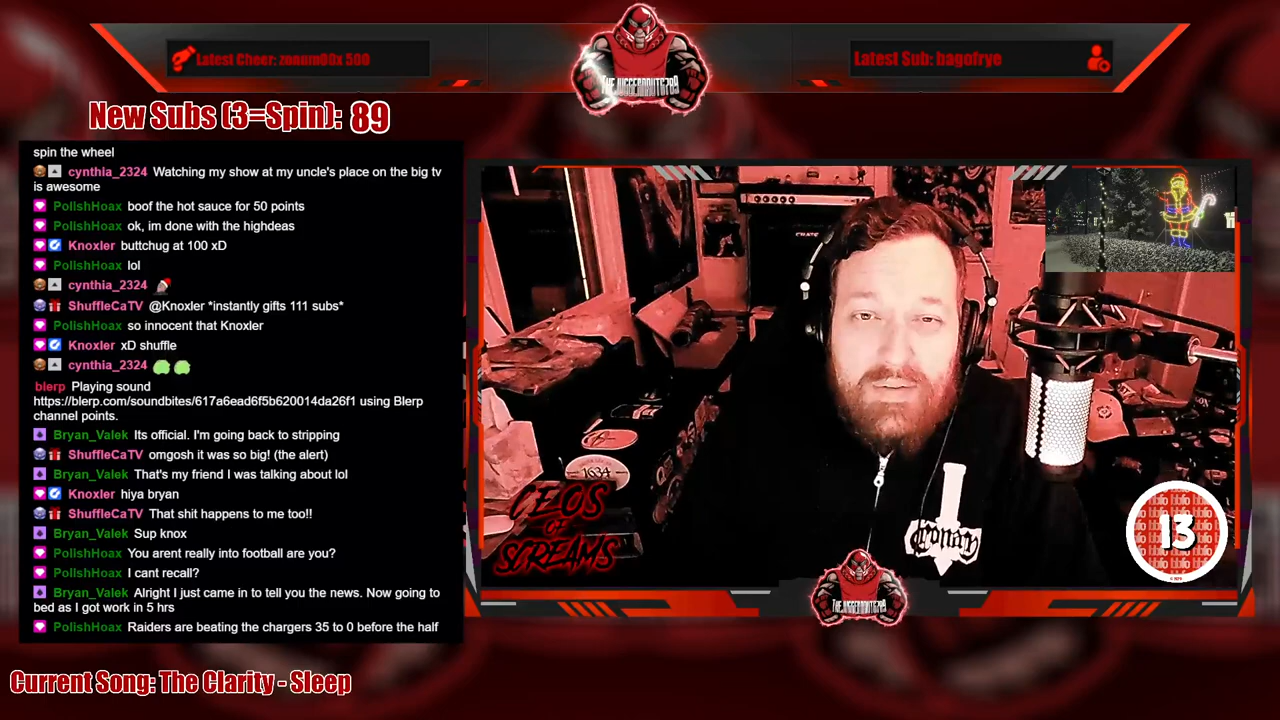 Latest Cheer: zonum00x 500
THEJUGGERNAUT6789
Latest Sub: bagofrye
New Subs (3=Spin): 89
spin the wheel
cynthia_2324 Watching my show at my uncle's place on the big tv
is awesome
PolishHoax boof the hot sauce for 50 points
PolishHoax ok, im done with the highdeas
Knoxler buttchug at 100 xD
PolishHoax lol
cynthia_2324
ShuffleCaTV @Knoxler *instantly gifts 111 subs*
PolishHoax so innocent that Knoxler
Knoxler xD shuffle
cynthia_2324
blerp Playing sound
https://blerp.com/soundbites/617a6ead6f5b620014da26f1 using Blerp
channel points.
Bryan_Valek Its official. I'm going back to stripping
ShuffleCaTV omgosh it was so big! (the alert)
Bryan_Valek That's my friend I was talking about lol
Knoxler hiya bryan
ShuffleCaTV That shit happens to me too!!
Bryan_Valek Sup knox
PolishHoax You arent really into football are you?
PolishHoax I cant recall?
Bryan_Valek Alright I just came in to tell you the news. Now going to
bed as I got work in 5 hrs
PolishHoax Raiders are beating the chargers 35 to 0 before the half
CRATE
1634
CEOS
OF
SCREAMS
Conan
13
THEJUGGERNAUT6789
Current Song: The Clarity - Sleep